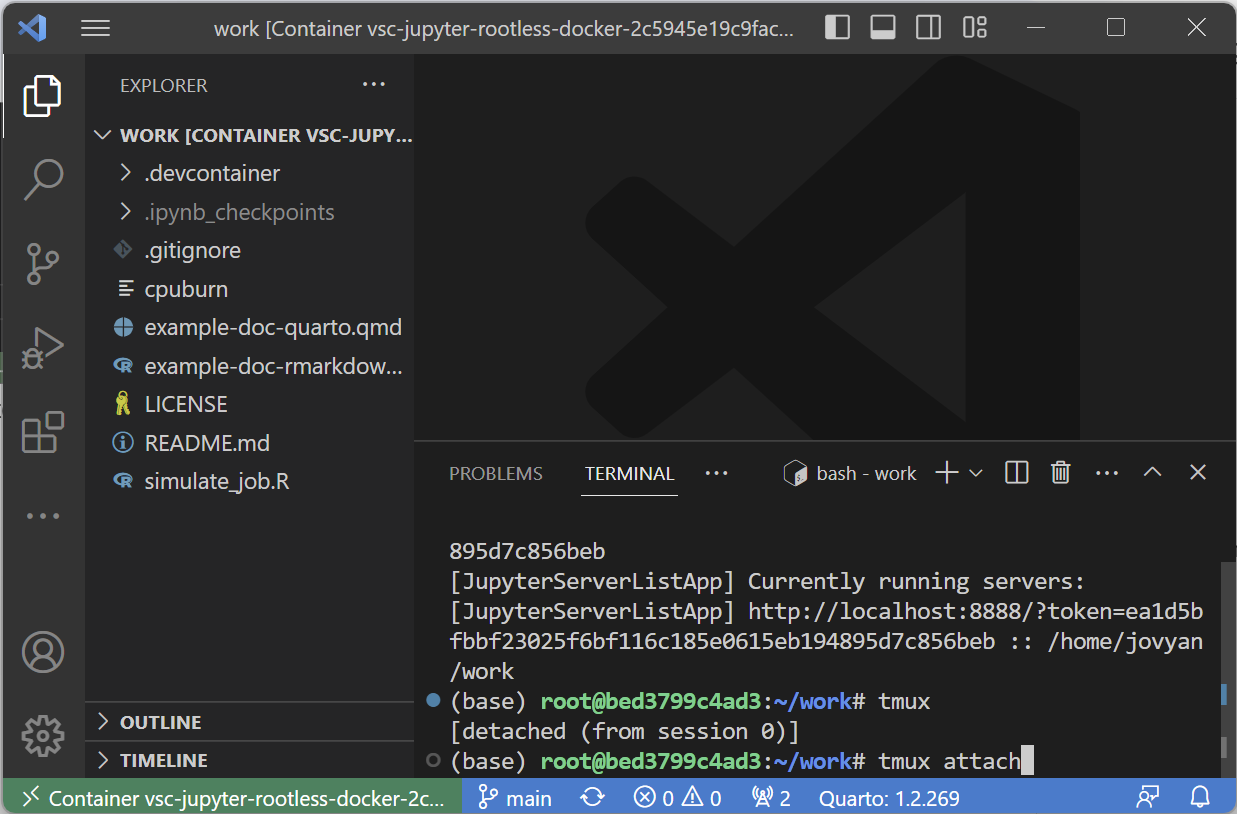 work [Container vsc-jupyter-rootless-docker-2c5945e19c9fac...
EXPLORER
WORK [CONTAINER VSC-JUPY...
.devcontainer
.ipynb_checkpoints
.gitignore
cpuburn
example-doc-quarto.qmd
example-doc-rmarkdow...
LICENSE
README.md
simulate_job.R
OUTLINE
TIMELINE
PROBLEMS TERMINAL ... bash - work
895d7c856beb
[JupyterServerListApp] Currently running servers:
[JupyterServerListApp] http://localhost:8888/?token=ea1d5b
fbbf23025f6bf116c185e0615eb194895d7c856beb :: /home/jovyan
/work
(base) root@bed3799c4ad3:~/work# tmux
[detached (from session 0)]
(base) root@bed3799c4ad3:~/work# tmux attach
Container vsc-jupyter-rootless-docker-2c... main 0 0 2 Quarto: 1.2.269